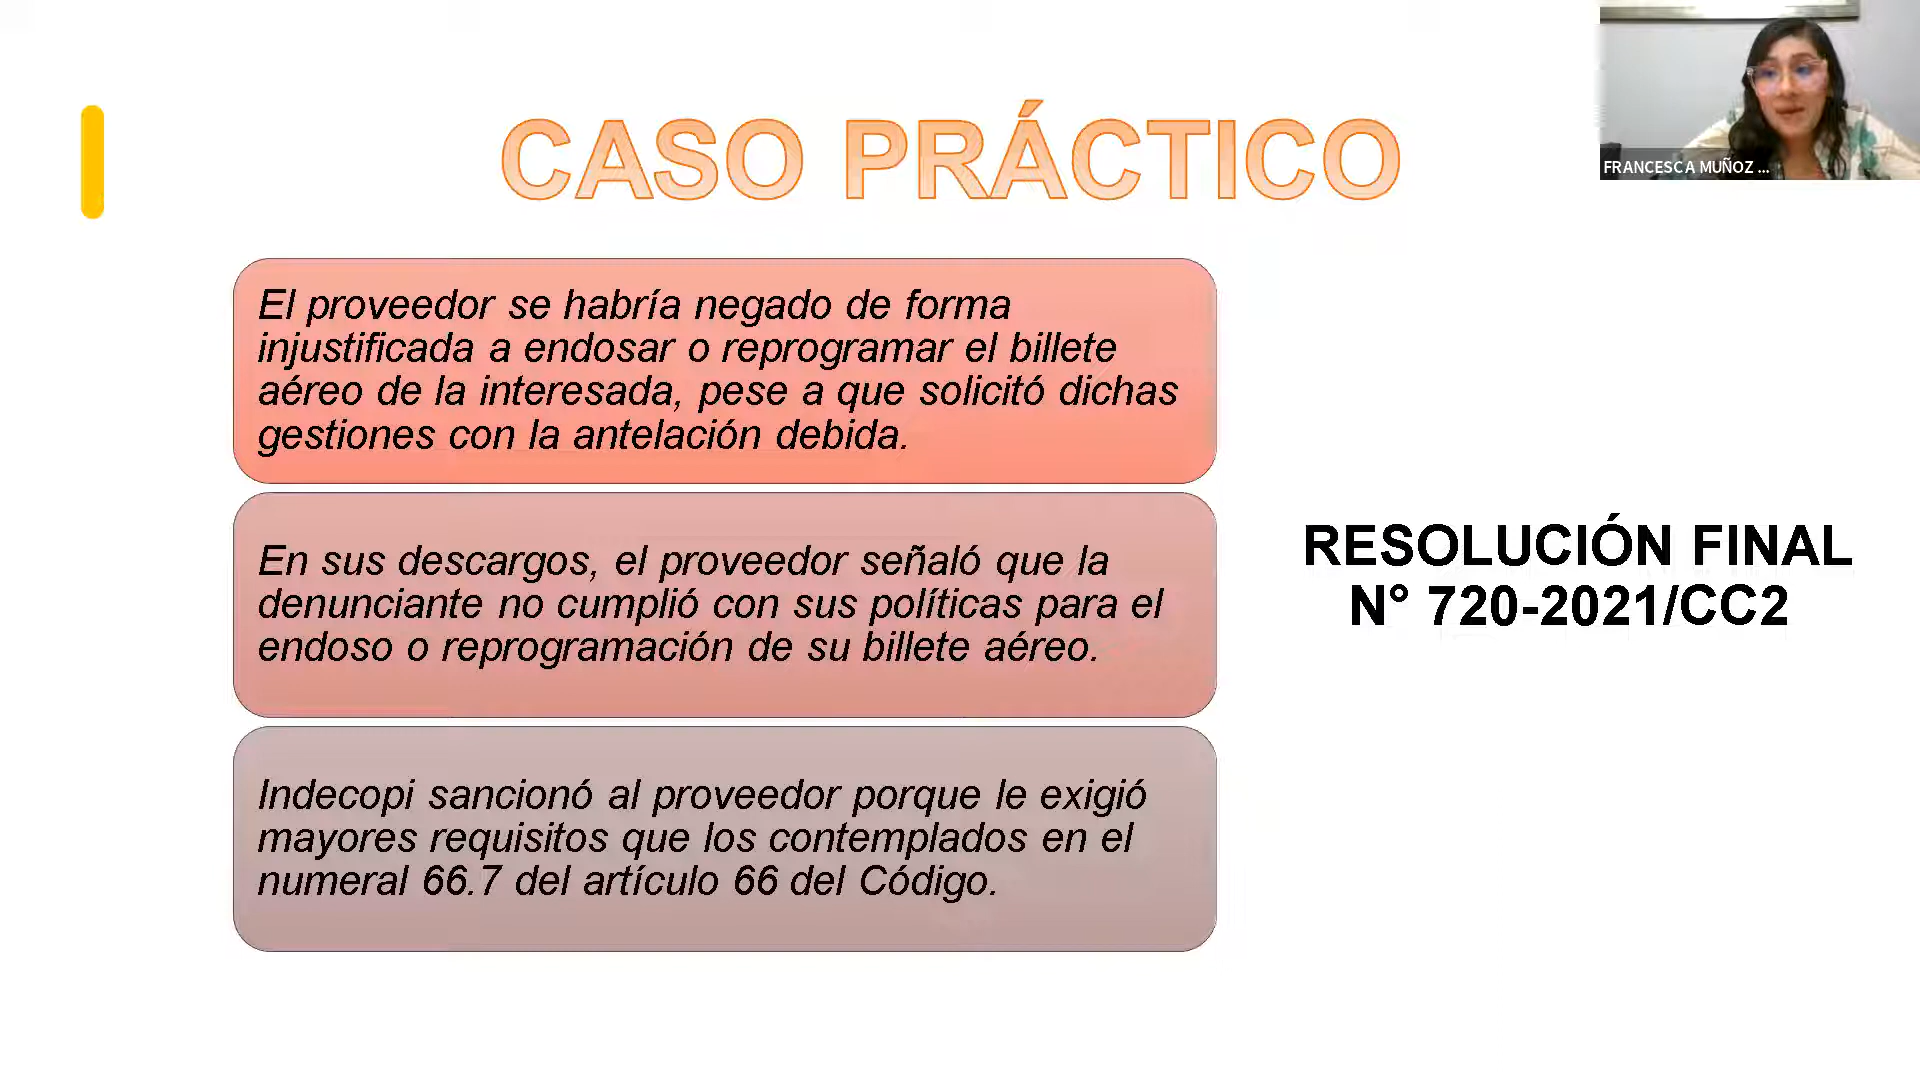 CASO PRÁCTICO
FRANCESCA MUÑOZ ...
El proveedor se habría negado de forma
injustificada a endosar o reprogramar el billete
aéreo de la interesada, pese a que solicitó dichas
gestiones con la antelación debida.
En sus descargos, el proveedor señaló que la
denunciante no cumplió con sus políticas para el
endoso o reprogramación de su billete aéreo.
Indecopi sancionó al proveedor porque le exigió
mayores requisitos que los contemplados en el
numeral 66.7 del artículo 66 del Código.
RESOLUCIÓN FINAL
N° 720-2021/CC2